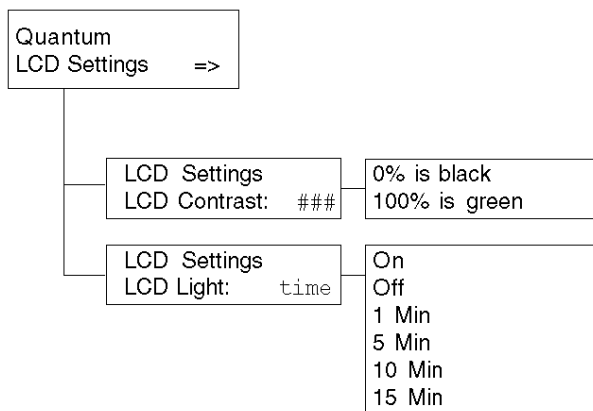 Quantum
LCD Settings =>
LCD Settings
LCD Contrast: ###
0% is black
100% is green
LCD Settings
LCD Light: time
On
Off
1 Min
5 Min
10 Min
15 Min